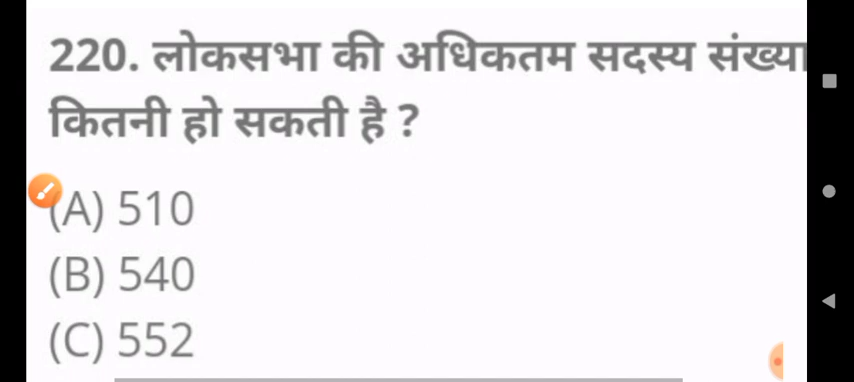 220. लोकसभा की अधिकतम सदस्य संख्या
कितनी हो सकती है ?
(A) 510
(B) 540
(C) 552